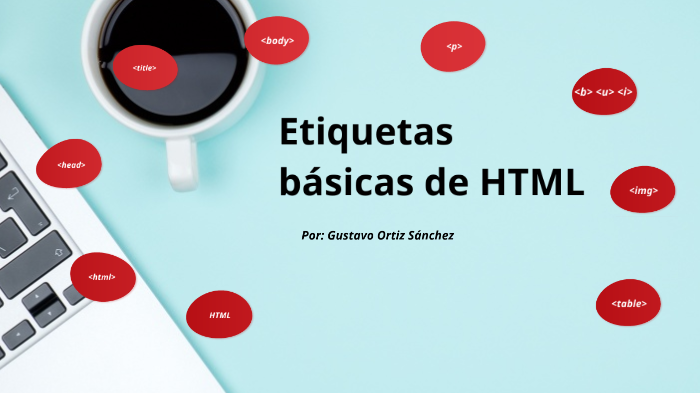 <body>
<p>
<title>
<b> <u> <i>
Etiquetas
básicas de HTML
<head>
<img>
Por: Gustavo Ortiz Sánchez
<html>
<table>
HTML